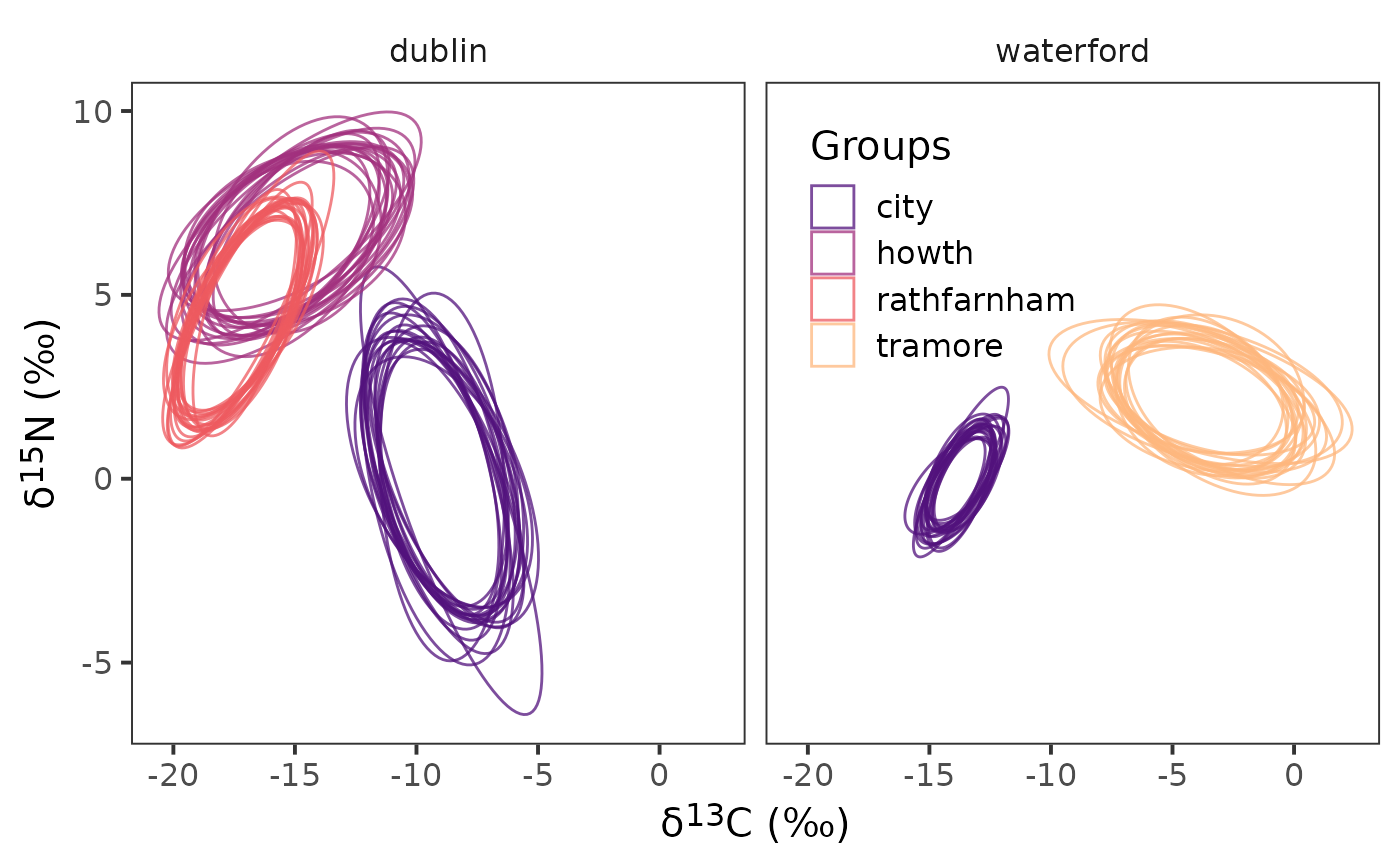 dublin
waterford
δ¹⁵N (‰)
10
5
0
-5
Groups
city
howth
rathfarnham
tramore
-20 -15 -10 -5 0
-20 -15 -10 -5 0
δ¹³C (‰)